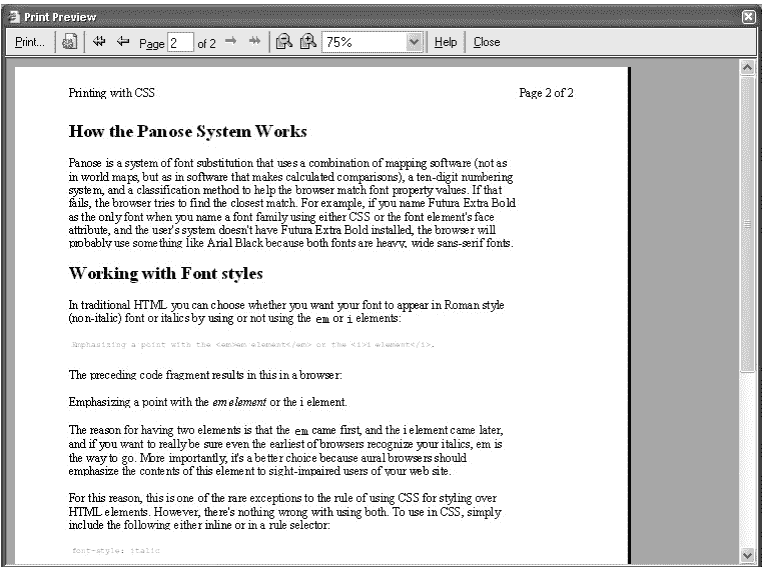 Print Preview
Print... Page 2 of 2 75% Help Close
Printing with CSS Page 2 of 2
How the Panose System Works
Panose is a system of font substitution that uses a combination of mapping software (not as
in world maps, but as in software that makes calculated comparisons), a ten-digit numbering
system, and a classification method to help the browser match font property values. If that
fails, the browser tries to find the closest match. For example, if you name Futura Extra Bold
as the only font when you name a font family using either CSS or the font element's face
attribute, and the user's system doesn't have Futura Extra Bold installed, the browser will
probably use something like Arial Black because both fonts are heavy, wide sans-serif fonts.
Working with Font styles
In traditional HTML you can choose whether you want your font to appear in Roman style
(non-italic) font or italics by using or not using the em or i elements:
Emphasizing a point with the <em>em element</em> or the <i>i element</i>.
The preceding code fragment results in this in a browser:
Emphasizing a point with the em element or the i element.
The reason for having two elements is that the em came first, and the i element came later,
and if you want to really be sure even the earliest of browsers recognize your italics, em is
the way to go. More importantly, it's a better choice because aural browsers should
emphasize the contents of this element to sight-impaired users of your web site.
For this reason, this is one of the rare exceptions to the rule of using CSS for styling over
HTML elements. However, there's nothing wrong with using both. To use in CSS, simply
include the following either inline or in a rule selector:
font-style: italic